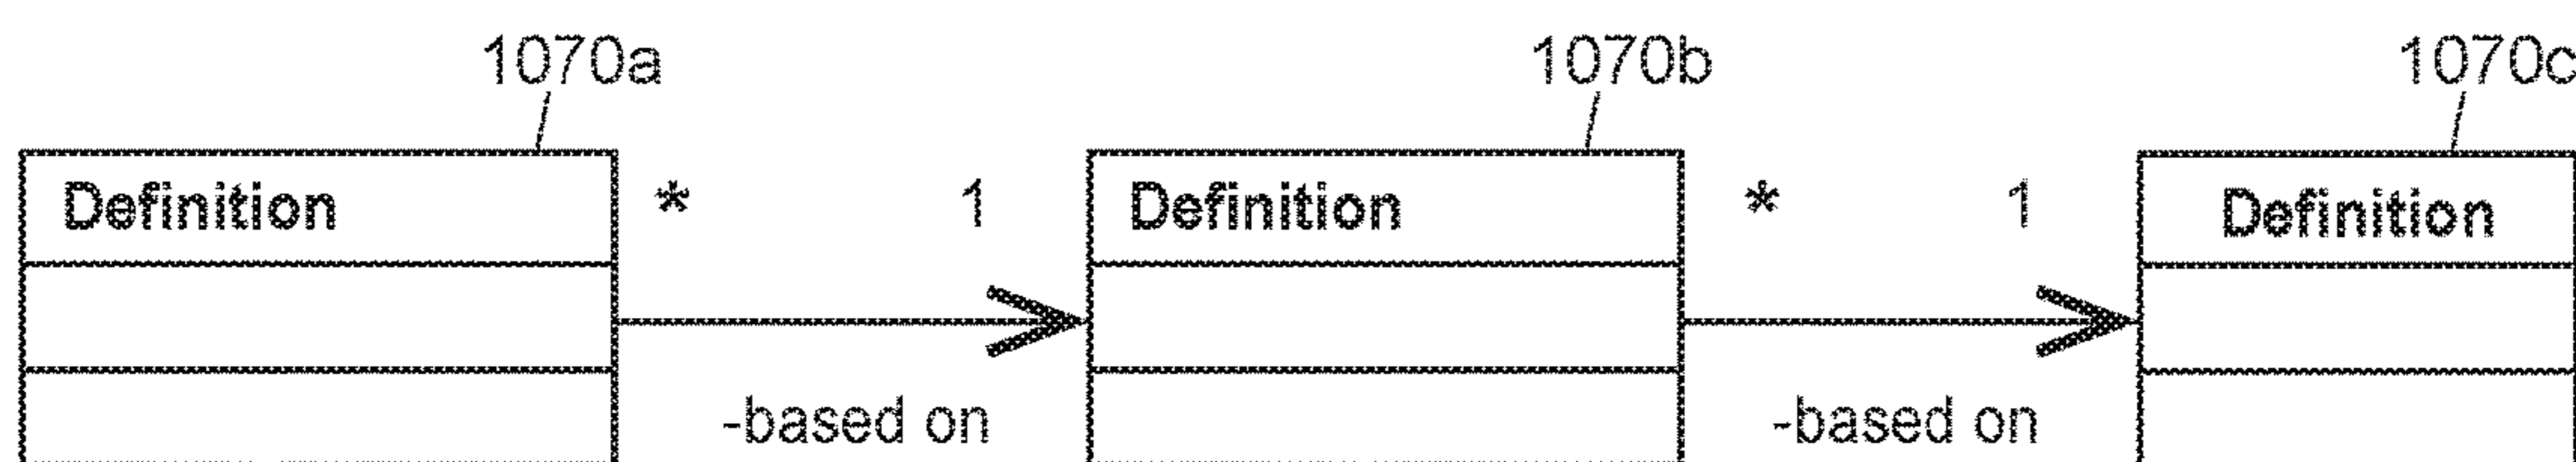 1070a 1070b 1070c
Definition * 1 Definition * 1 Definition
-based on -based on